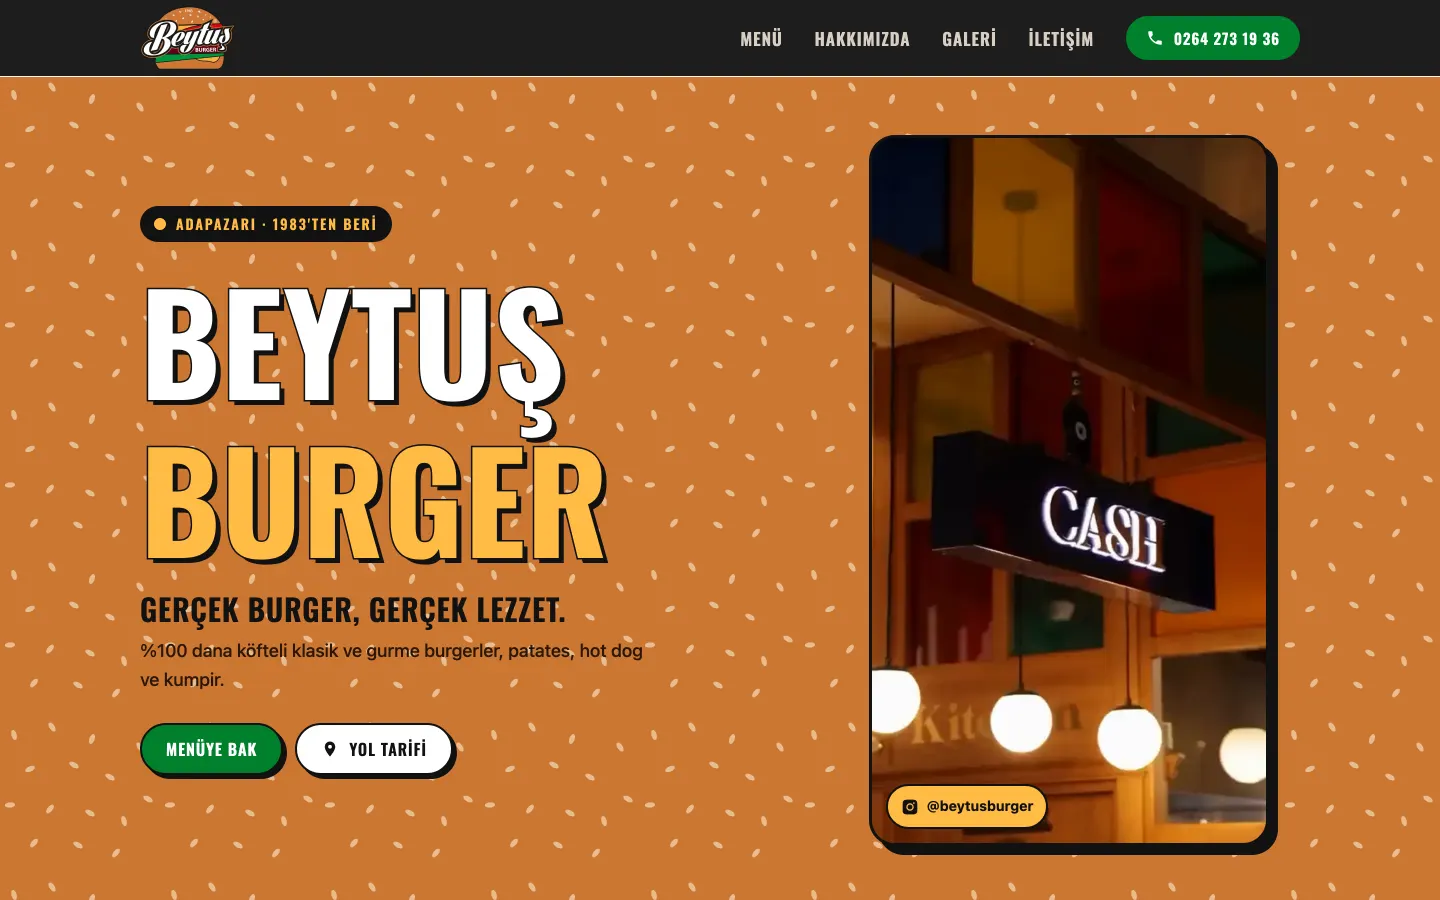 Beytuş
BURGER
MENÜ
HAKKIMIZDA
GALERİ
İLETİŞİM
0264 273 19 36
ADAPAZARI · 1983'TEN BERİ
BEYTUŞ
BURGER
GERÇEK BURGER, GERÇEK LEZZET.
%100 dana köfteli klasik ve gurme burgerler, patates, hot dog
ve kumpir.
MENÜYE BAK
YOL TARİFİ
CASH
@beytusburger